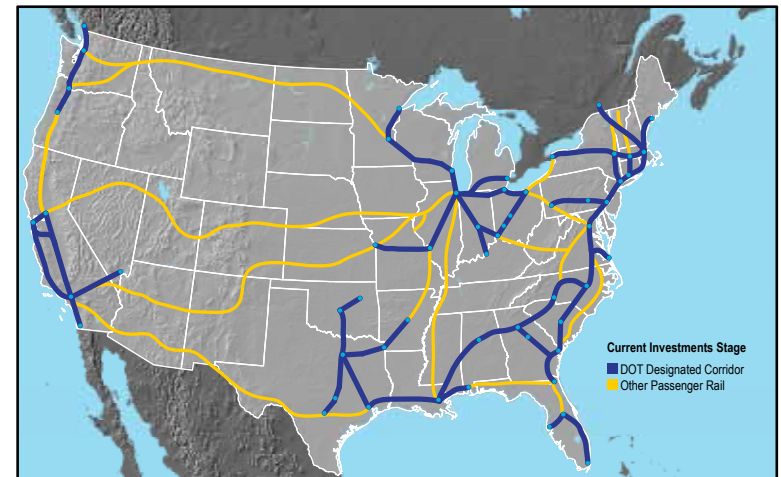 Current Investments Stage
DOT Designated Corridor
Other Passenger Rail